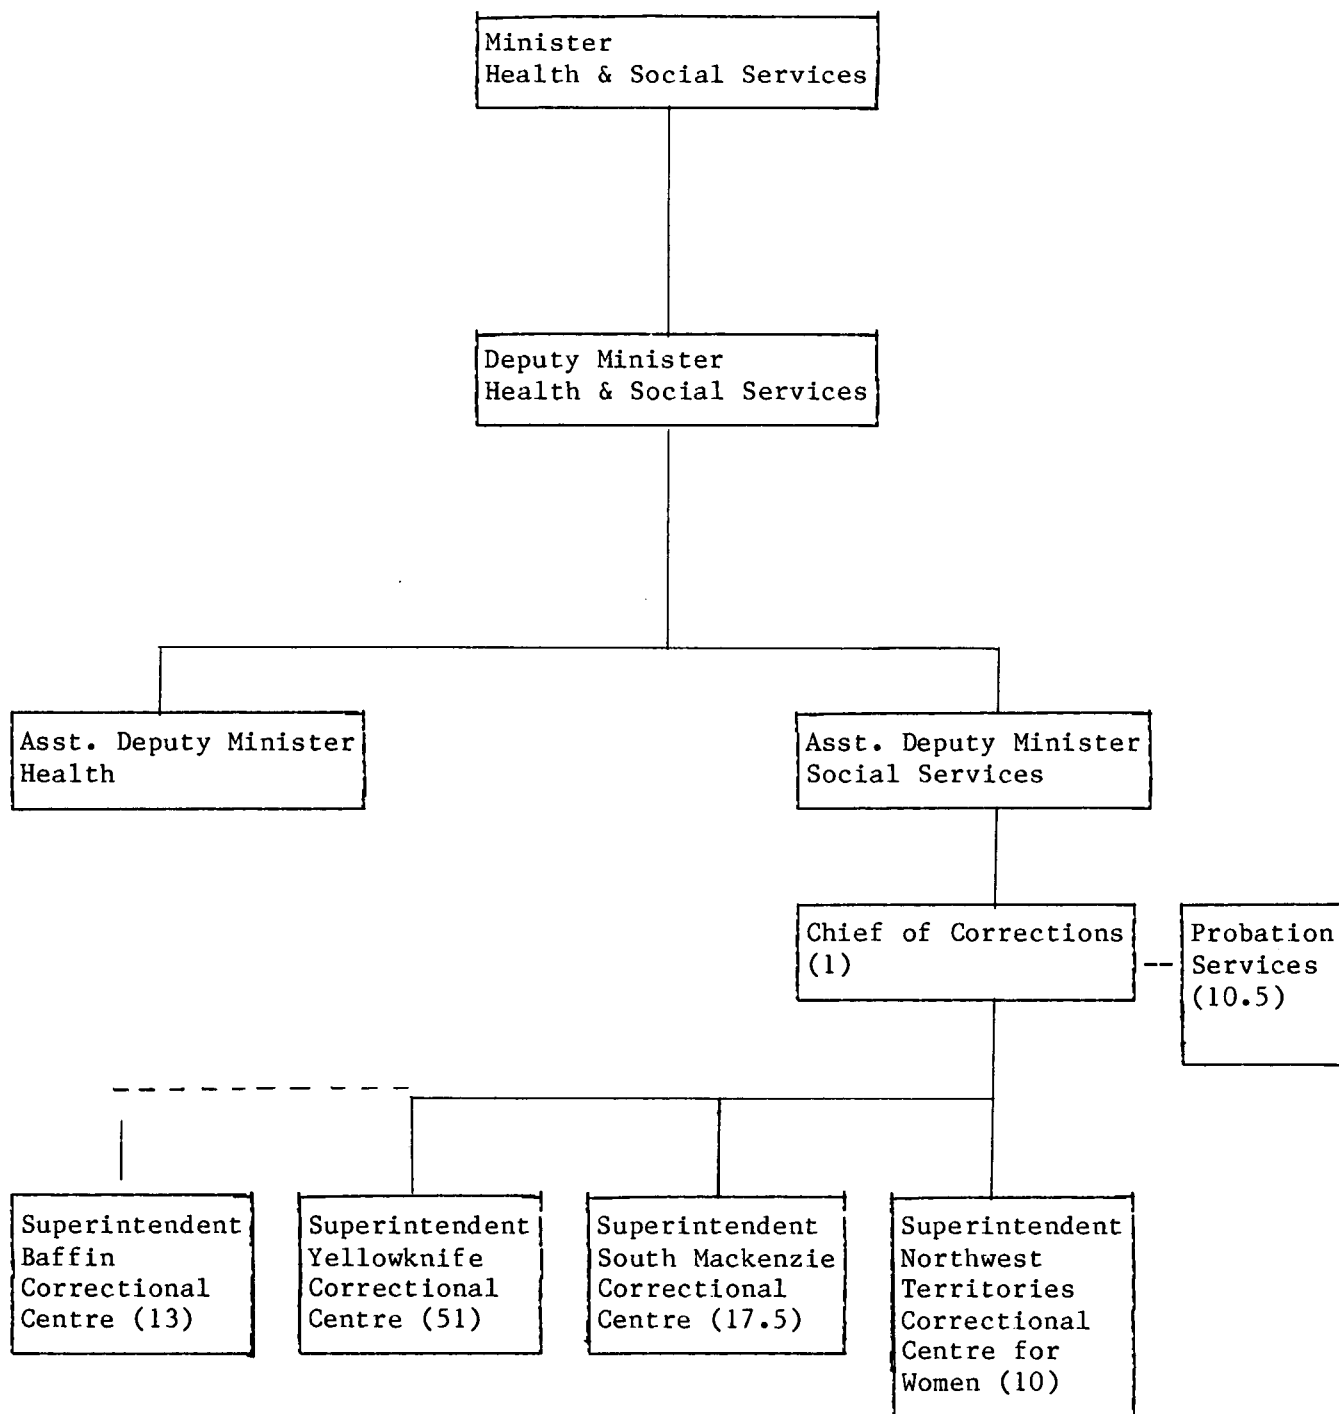 Minister
Health & Social Services
Deputy Minister
Health & Social Services
Asst. Deputy Minister
Health
Asst. Deputy Minister
Social Services
Chief of Corrections
(1)
Probation
Services
(10.5)
Superintendent
Baffin
Correctional
Centre (13)
Superintendent
Yellowknife
Correctional
Centre (51)
Superintendent
South Mackenzie
Correctional
Centre (17.5)
Superintendent
Northwest
Territories
Correctional
Centre for
Women (10)